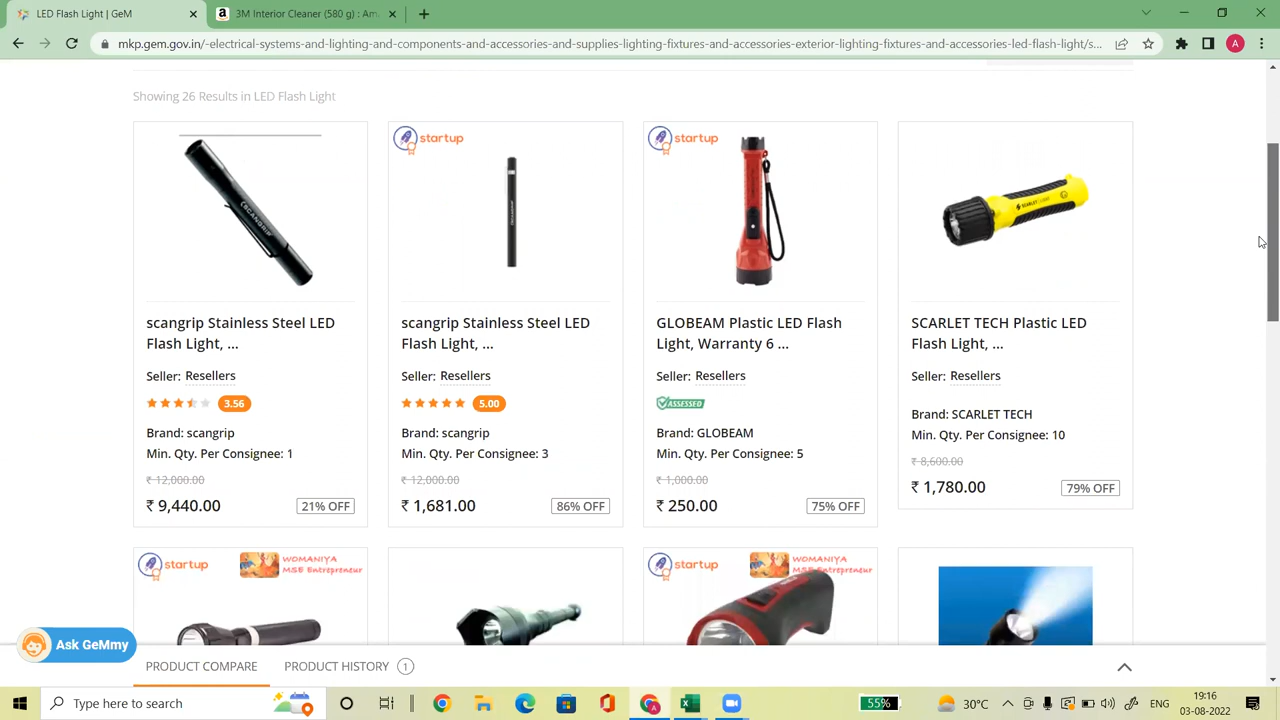 LED Flash Light | GeM
3M Interior Cleaner (580 g) : Am
mkp.gem.gov.in/electrical-systems-and-lighting-and-components-and-accessories-and-supplies-lighting-fixtures-and-accessories-exterior-lighting-fixtures-and-accessories-led-flash-light/s...
A
Showing 26 Results in LED Flash Light
startup
startup
SCANGRIP
scangrip Stainless Steel LED
Flash Light, ...
Seller: Resellers
3.56
Brand: scangrip
Min. Qty. Per Consignee: 1
₹ 12,000.00
₹ 9,440.00
21% OFF
scangrip Stainless Steel LED
Flash Light, ...
Seller: Resellers
5.00
Brand: scangrip
Min. Qty. Per Consignee: 3
₹ 12,000.00
₹ 1,681.00
86% OFF
GLOBEAM Plastic LED Flash
Light, Warranty 6 ...
Seller: Resellers
ASSESSED
Brand: GLOBEAM
Min. Qty. Per Consignee: 5
₹ 1,000.00
₹ 250.00
75% OFF
SCARLET TECH Plastic LED
Flash Light, ...
Seller: Resellers
Brand: SCARLET TECH
Min. Qty. Per Consignee: 10
₹ 8,600.00
₹ 1,780.00
79% OFF
startup
WOMANIYA
MSE Entrepreneur
startup
WOMANIYA
MSE Entrepreneur
Ask GeMmy
PRODUCT COMPARE
PRODUCT HISTORY 1
Type here to search
A
55%
30°C
ENG
19:16
03-08-2022